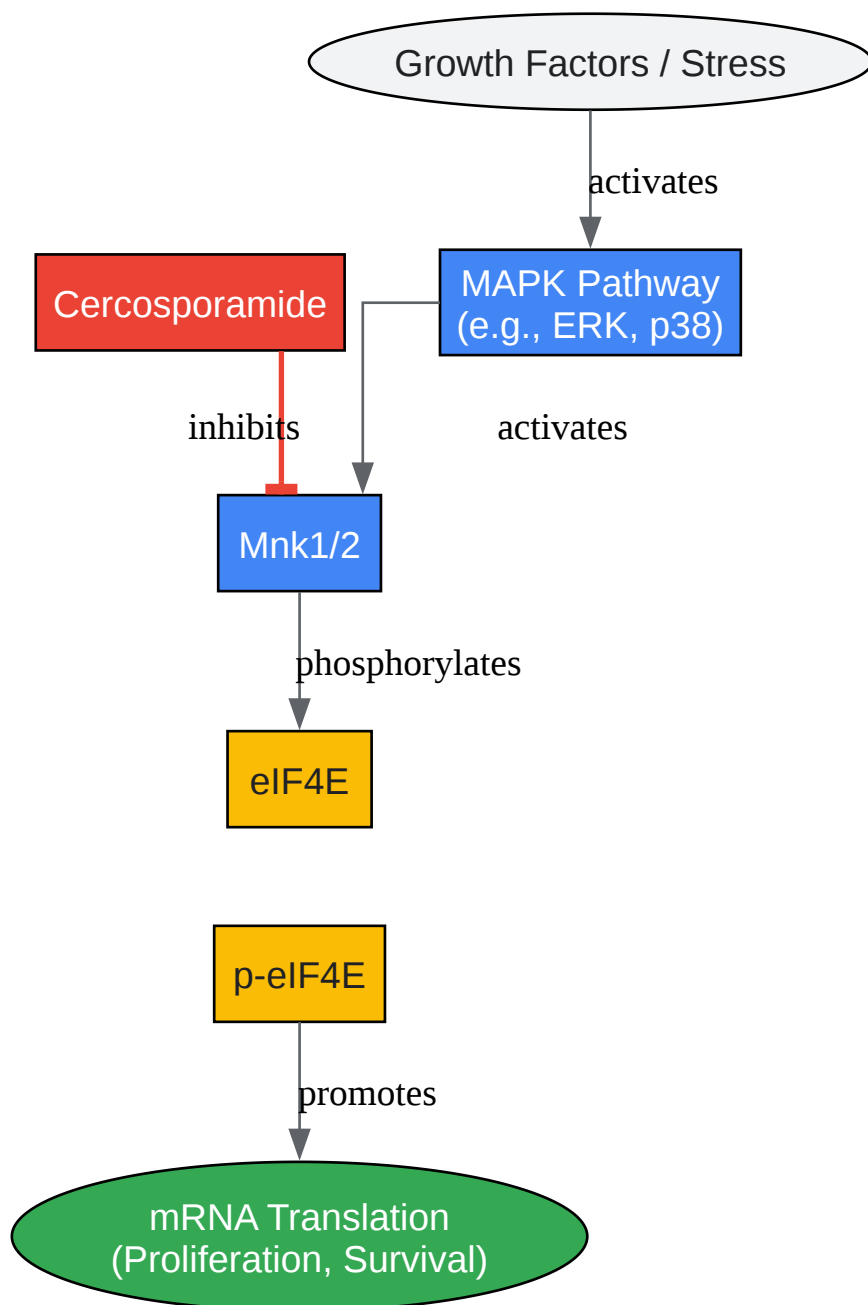 Growth Factors / Stress
activates
Cercosporamide
MAPK Pathway
(e.g., ERK, p38)
inhibits
activates
Mnk1/2
phosphorylates
eIF4E
p-eIF4E
promotes
mRNA Translation
(Proliferation, Survival)